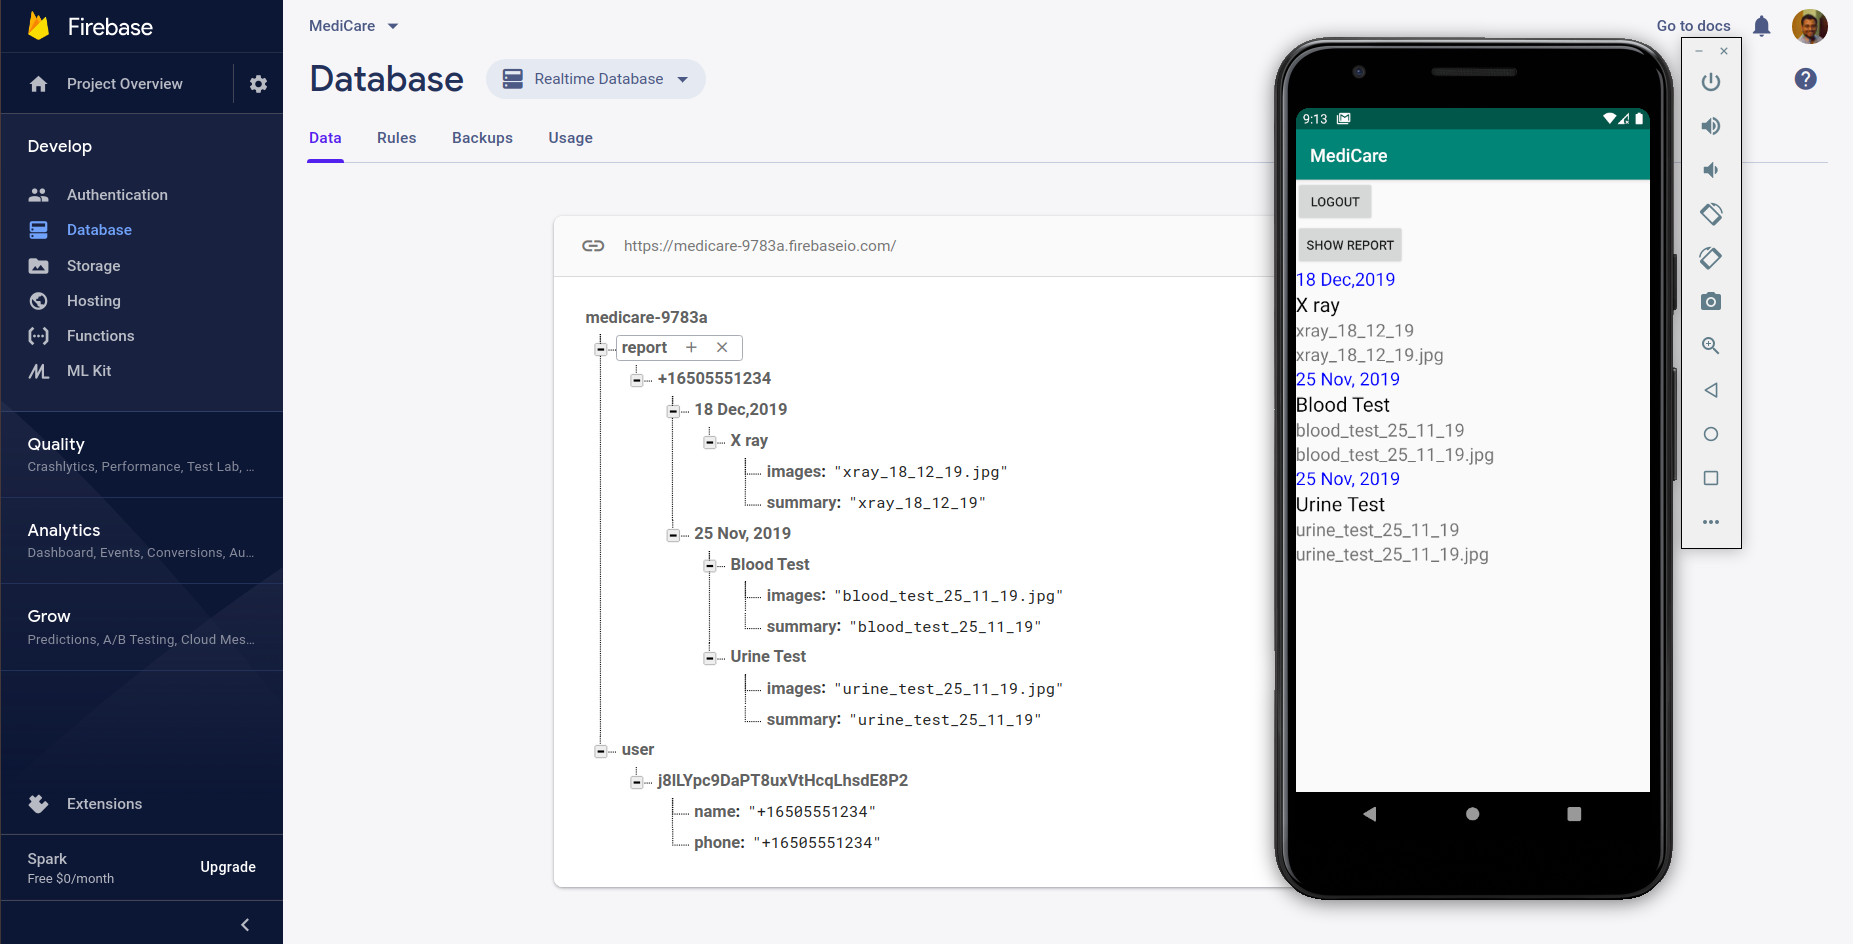 Firebase
Project Overview
Develop
Authentication
Database
Storage
Hosting
Functions
ML Kit
Quality
Crashlytics, Performance, Test Lab, ...
Analytics
Dashboard, Events, Conversions, Au...
Grow
Predictions, A/B Testing, Cloud Mes...
Extensions
Spark
Free $0/month
Upgrade
MediCare
Go to docs
Database
Realtime Database
Data Rules Backups Usage
https://medicare-9783a.firebaseio.com/
medicare-9783a
report
+16505551234
18 Dec,2019
X ray
images: "xray_18_12_19.jpg"
summary: "xray_18_12_19"
25 Nov, 2019
Blood Test
images: "blood_test_25_11_19.jpg"
summary: "blood_test_25_11_19"
Urine Test
images: "urine_test_25_11_19.jpg"
summary: "urine_test_25_11_19"
user
j8lLYpc9DaPT8uxVtHcqLhsdE8P2
name: "+16505551234"
phone: "+16505551234"
9:13
MediCare
LOGOUT
SHOW REPORT
18 Dec,2019
X ray
xray_18_12_19
xray_18_12_19.jpg
25 Nov, 2019
Blood Test
blood_test_25_11_19
blood_test_25_11_19.jpg
25 Nov, 2019
Urine Test
urine_test_25_11_19
urine_test_25_11_19.jpg